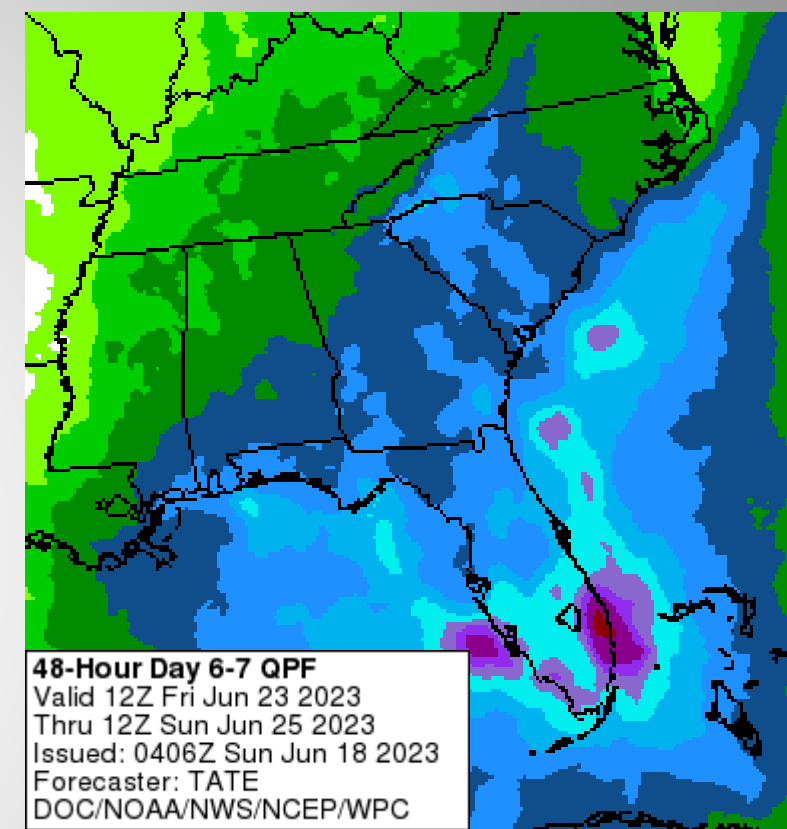 48-Hour Day 6-7 QPF
Valid 12Z Fri Jun 23 2023
Thru 12Z Sun Jun 25 2023
Issued: 0406Z Sun Jun 18 2023
Forecaster: TATE
DOC/NOAA/NWS/NCEP/WPC